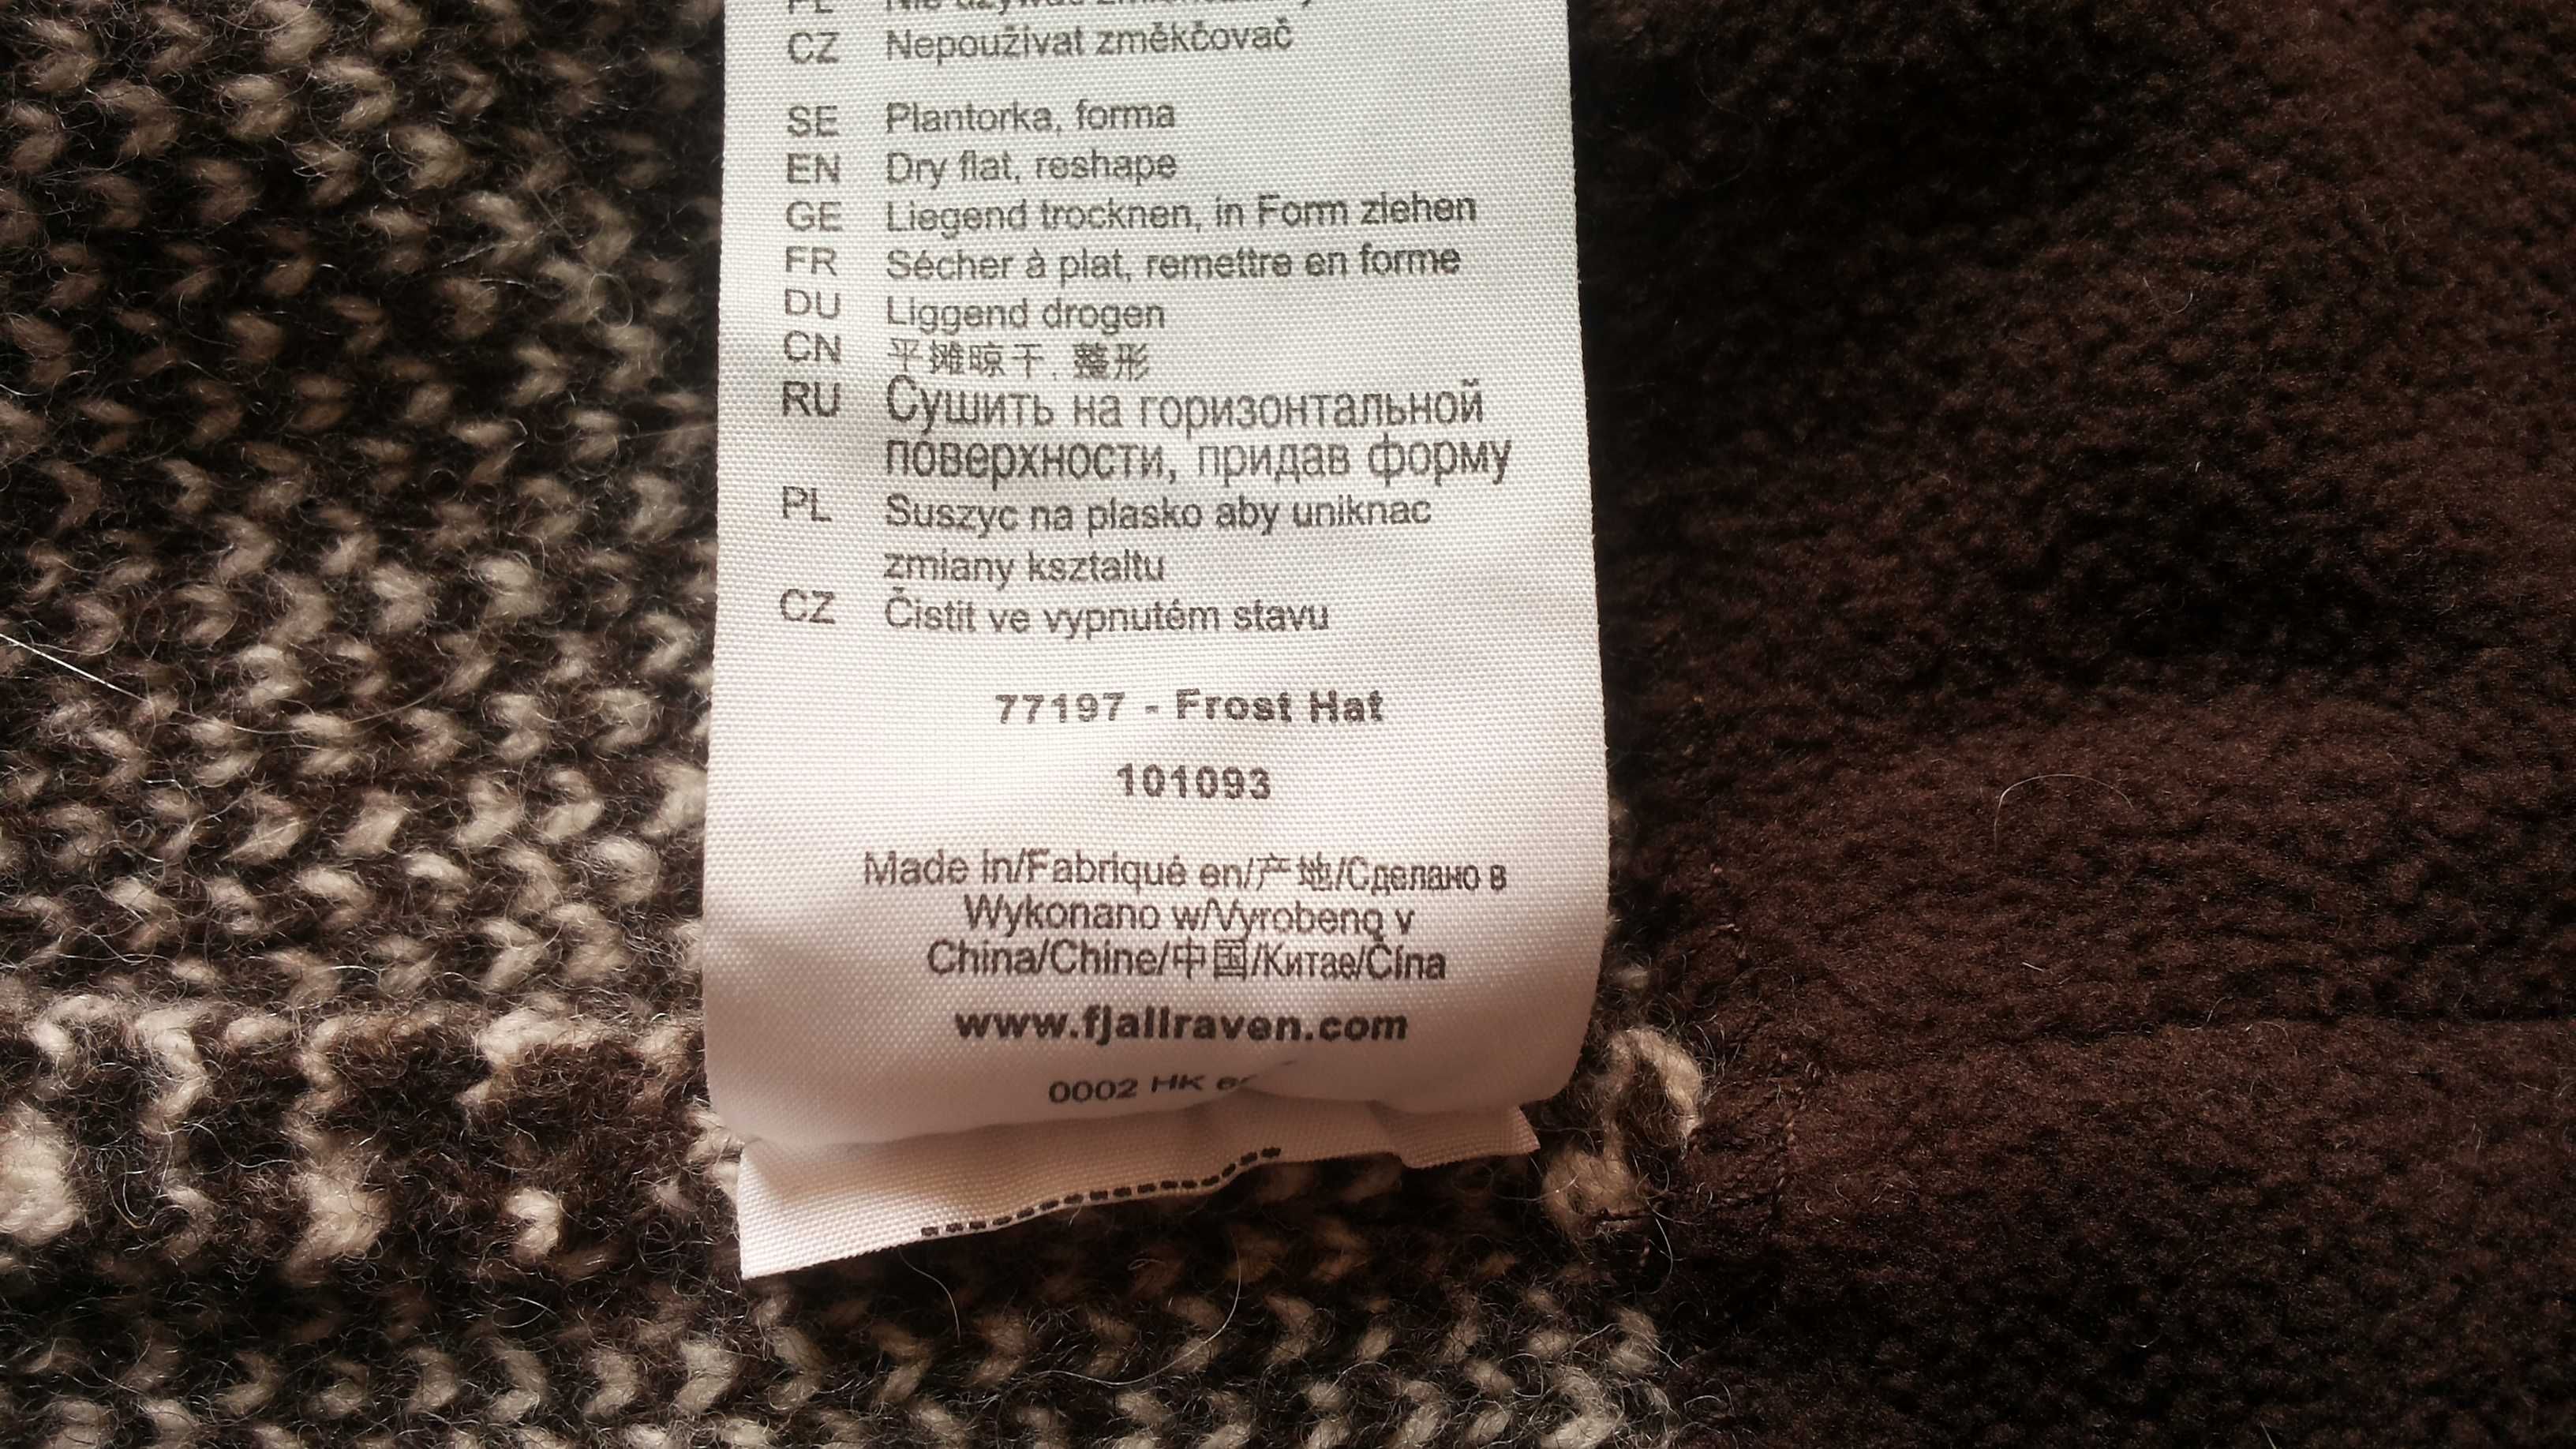 CZ Nepoužívat změkčovač
SE Plantorka, forma
EN Dry flat, reshape
GE Liegend trocknen, in Form ziehen
FR Sécher à plat, remettre en forme
DU Liggend drogen
CN 平摊晾干, 整形
RU Сушить на горизонтальной
поверхности, придав форму
PL Suszyc na plasko aby uniknac
zmiany ksztaltu
CZ Čistit ve vypnutém stavu
77197 - Frost Hat
101093
Made in/Fabriqué en/产地/Сделано в
Wykonano w/Vyrobenq v
China/Chine/中国/Китае/Čína
www.fjallraven.com
0002 HK